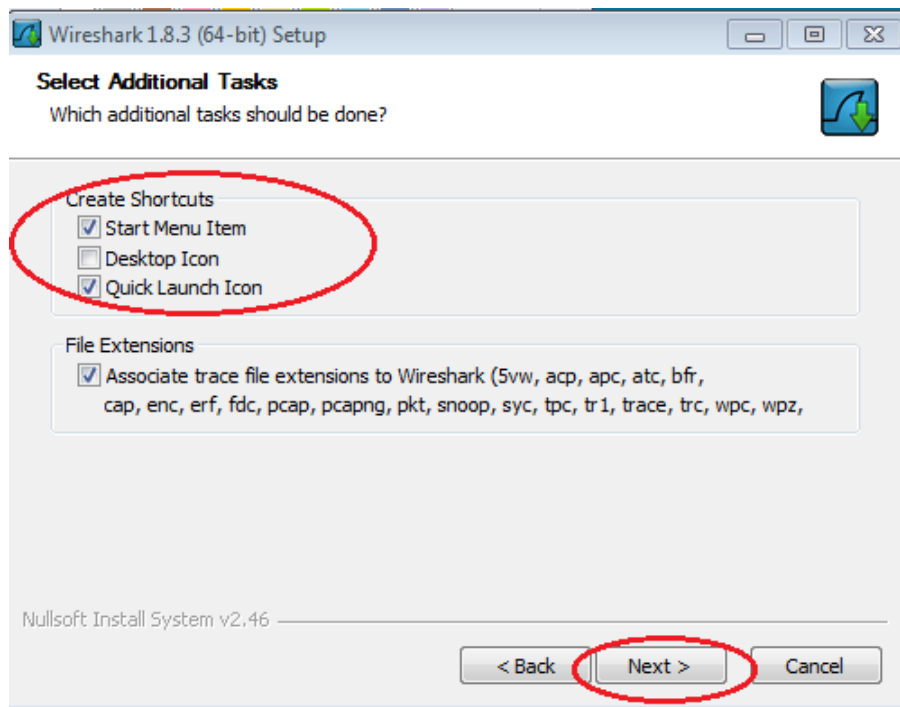 Wireshark 1.8.3 (64-bit) Setup
Select Additional Tasks
Which additional tasks should be done?
Create Shortcuts
Start Menu Item
Desktop Icon
Quick Launch Icon
File Extensions
Associate trace file extensions to Wireshark (5vw, acp, apc, atc, bfr,
cap, enc, erf, fdc, pcap, pcapng, pkt, snoop, syc, tpc, tr1, trace, trc, wpc, wpz,
Nullsoft Install System v2.46
< Back Next > Cancel